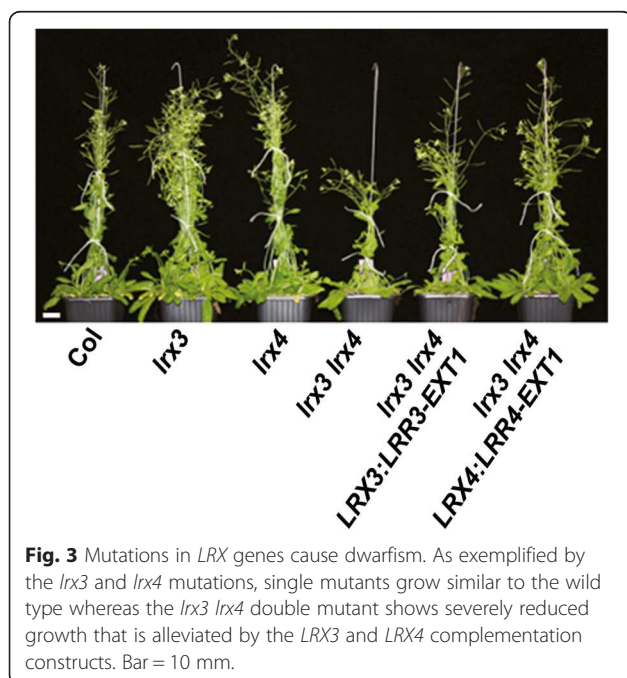 Col
lrx3
lrx4
lrx3 lrx4
lrx3 lrx4
LRX3:LRR3-EXT1
lrx3 lrx4
LRX4:LRR4-EXT1
Fig. 3 Mutations in LRX genes cause dwarfism. As exemplified by
the lrx3 and lrx4 mutations, single mutants grow similar to the wild
type whereas the lrx3 lrx4 double mutant shows severely reduced
growth that is alleviated by the LRX3 and LRX4 complementation
constructs. Bar = 10 mm.